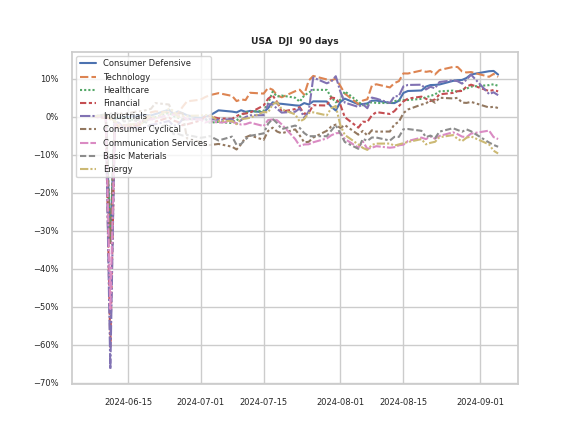 USA DJI 90 days
Consumer Defensive
Technology
Healthcare
Financial
Industrials
Consumer Cyclical
Communication Services
Basic Materials
Energy
10%
0%
−10%
−20%
−30%
−40%
−50%
−60%
−70%
2024-06-15 2024-07-01 2024-07-15 2024-08-01 2024-08-15 2024-09-01